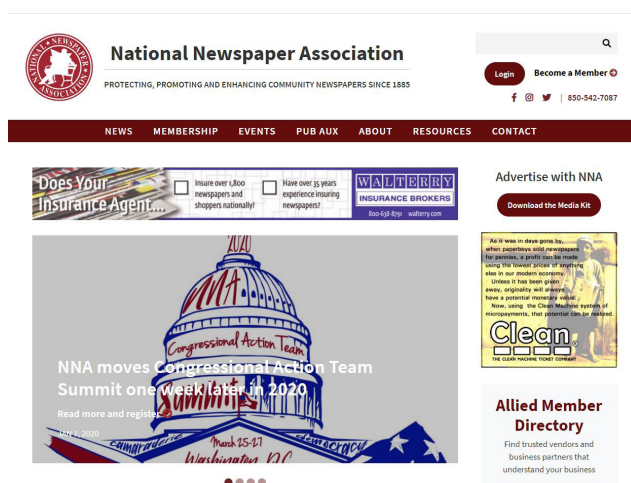 NATIONAL NEWSPAPER ASSOCIATION
National Newspaper Association
PROTECTING, PROMOTING AND ENHANCING COMMUNITY NEWSPAPERS SINCE 1885
Login
Become a Member
| 850-542-7087
NEWS MEMBERSHIP EVENTS PUB AUX ABOUT RESOURCES CONTACT
Does Your
Insurance Agent...
Insure over 1,800
newspapers and
shoppers nationally?
Have over 35 years
experience insuring
newspapers?
WALTERRY
INSURANCE BROKERS
800-638-8791 walterry.com
2020
NNA
Congressional Action Team
Summit
camaraderie
March 25-27
democracy
Washington, D.C.
NNA moves Congressional Action Team
Summit one week later in 2020
Read more and register
JAN 2, 2020
Advertise with NNA
Download the Media Kit
As it was in days gone by,
when paperboys sold newspapers
for pennies, a profit can be made
using the lowest prices of anything
else in our modern economy.
Unless it has been given
away, originality will always
have a potential monetary value.
Now, using the Clean Machine system of
micropayments, that potential can be realized.
Clean
THE CLEAN MACHINE TICKET COMPANY
Allied Member
Directory
Find trusted vendors and
business partners that
understand your business